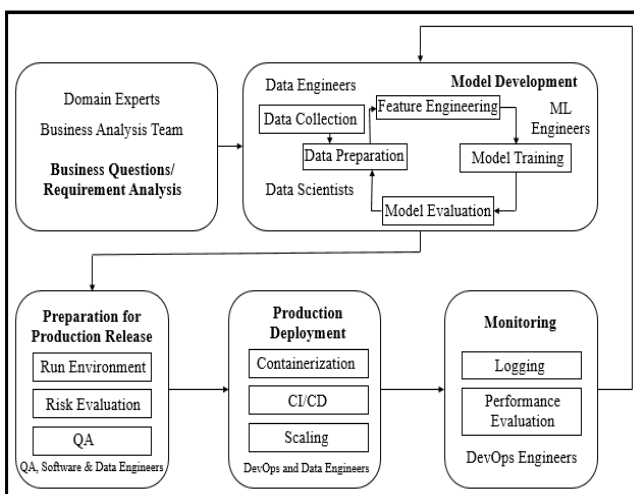 Domain Experts
Business Analysis Team
Business Questions/
Requirement Analysis
Data Engineers
Model Development
Data Collection
Feature Engineering
ML
Engineers
Data Preparation
Model Training
Data Scientists
Model Evaluation
Preparation for
Production Release
Run Environment
Risk Evaluation
QA
QA, Software & Data Engineers
Production
Deployment
Containerization
CI/CD
Scaling
DevOps and Data Engineers
Monitoring
Logging
Performance
Evaluation
DevOps Engineers